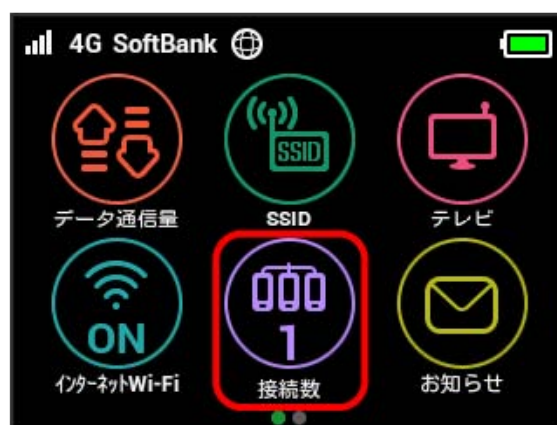 4G SoftBank
SSID
データ通信量 SSID テレビ
ON 1
インターネットWi-Fi 接続数 お知らせ